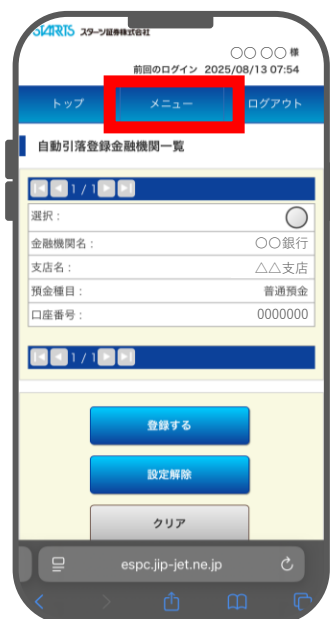 STARTS スターツ証券株式会社
〇〇 〇〇 様
前回のログイン 2025/08/13 07:54
トップ メニュー ログアウト
自動引落登録金融機関一覧
1 / 1
選択：
金融機関名： 〇〇銀行
支店名： △△支店
預金種目： 普通預金
口座番号： 0000000
1 / 1
登録する
設定解除
クリア
espc.jip-jet.ne.jp